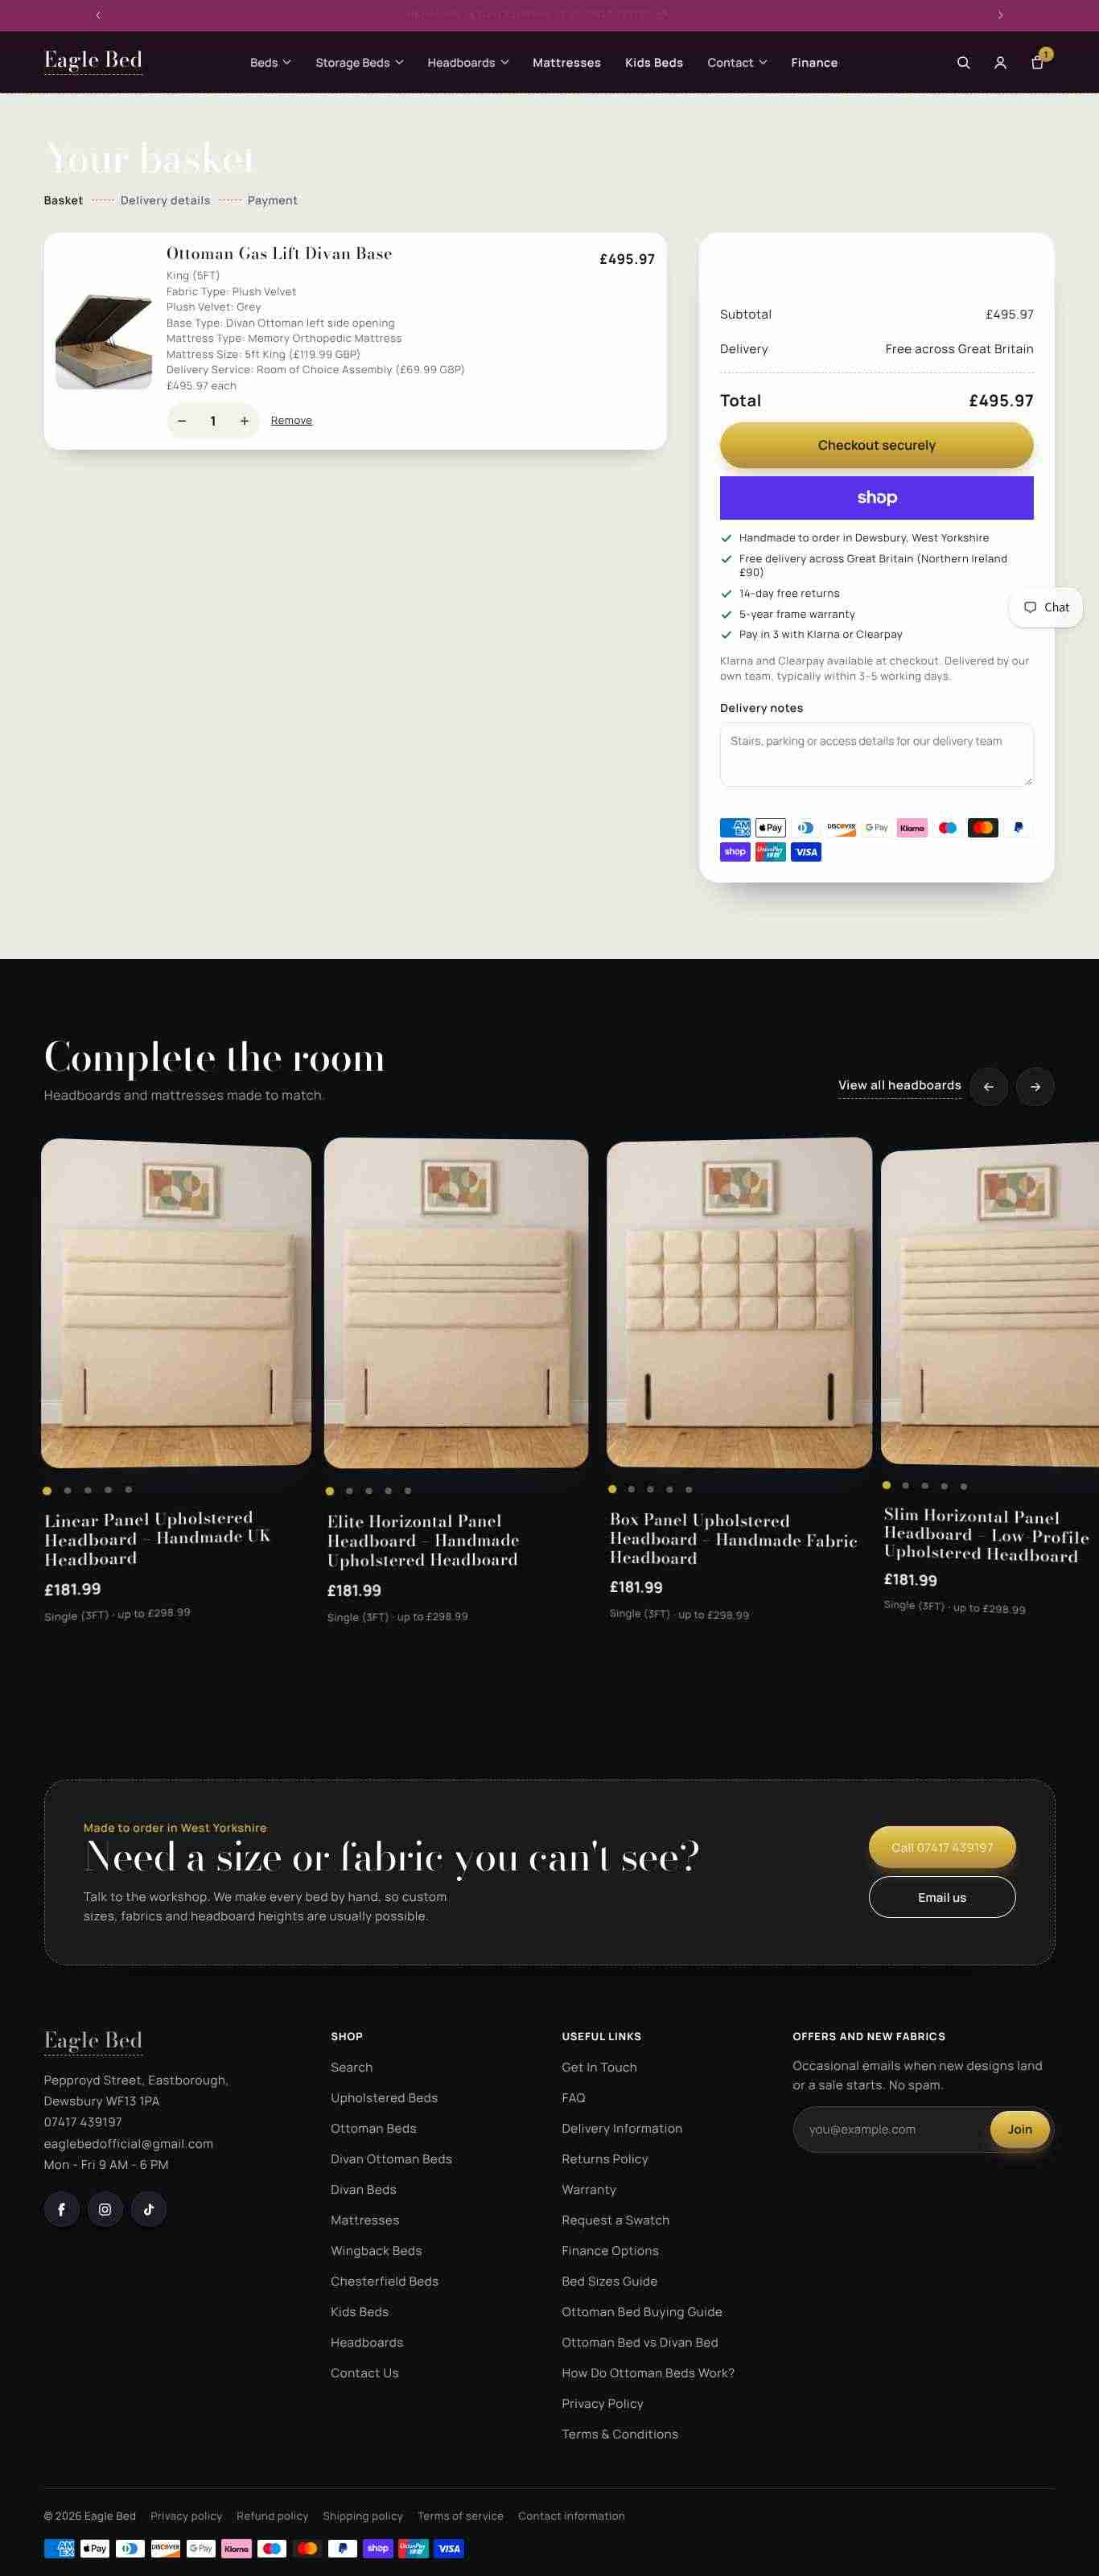 Eagle Bed
Beds Storage Beds Headboards Mattresses Kids Beds Contact Finance
1
Your basket
Basket Delivery details Payment
Ottoman Gas Lift Divan Base £495.97
King (5FT)
Fabric Type: Plush Velvet
Plush Velvet: Grey
Base Type: Divan Ottoman left side opening
Mattress Type: Memory Orthopedic Mattress
Mattress Size: 5ft King (£119.99 GBP)
Delivery Service: Room of Choice Assembly (£69.99 GBP)
£495.97 each
− 1 + Remove
Subtotal £495.97
Delivery Free across Great Britain
Total £495.97
Checkout securely
shop
Handmade to order in Dewsbury, West Yorkshire
Free delivery across Great Britain (Northern Ireland
£90)
14-day free returns
5-year frame warranty
Pay in 3 with Klarna or Clearpay
Klarna and Clearpay available at checkout. Delivered by our
own team, typically within 3–5 working days.
Delivery notes
Stairs, parking or access details for our delivery team
Chat
AMEX Pay DISCOVER G Pay Klarna
shop UnionPay VISA
Complete the room
Headboards and mattresses made to match.
View all headboards ← →
Linear Panel Upholstered
Headboard – Handmade UK
Headboard
£181.99
Single (3FT) · up to £298.99
Elite Horizontal Panel
Headboard – Handmade
Upholstered Headboard
£181.99
Single (3FT) · up to £298.99
Box Panel Upholstered
Headboard – Handmade Fabric
Headboard
£181.99
Single (3FT) · up to £298.99
Slim Horizontal Panel
Headboard – Low-Profile
Upholstered Headboard
£181.99
Single (3FT) · up to £298.99
Made to order in West Yorkshire
Need a size or fabric you can't see?
Talk to the workshop. We make every bed by hand, so custom
sizes, fabrics and headboard heights are usually possible.
Call 07417 439197
Email us
Eagle Bed
Pepproyd Street, Eastborough,
Dewsbury WF13 1PA
07417 439197
eaglebedofficial@gmail.com
Mon - Fri 9 AM - 6 PM
SHOP
Search
Upholstered Beds
Ottoman Beds
Divan Ottoman Beds
Divan Beds
Mattresses
Wingback Beds
Chesterfield Beds
Kids Beds
Headboards
Contact Us
USEFUL LINKS
Get In Touch
FAQ
Delivery Information
Returns Policy
Warranty
Request a Swatch
Finance Options
Bed Sizes Guide
Ottoman Bed Buying Guide
Ottoman Bed vs Divan Bed
How Do Ottoman Beds Work?
Privacy Policy
Terms & Conditions
OFFERS AND NEW FABRICS
Occasional emails when new designs land
or a sale starts. No spam.
you@example.com Join
© 2026 Eagle Bed Privacy policy Refund policy Shipping policy Terms of service Contact information
AMEX Pay DISCOVER G Pay Klarna shop UnionPay VISA